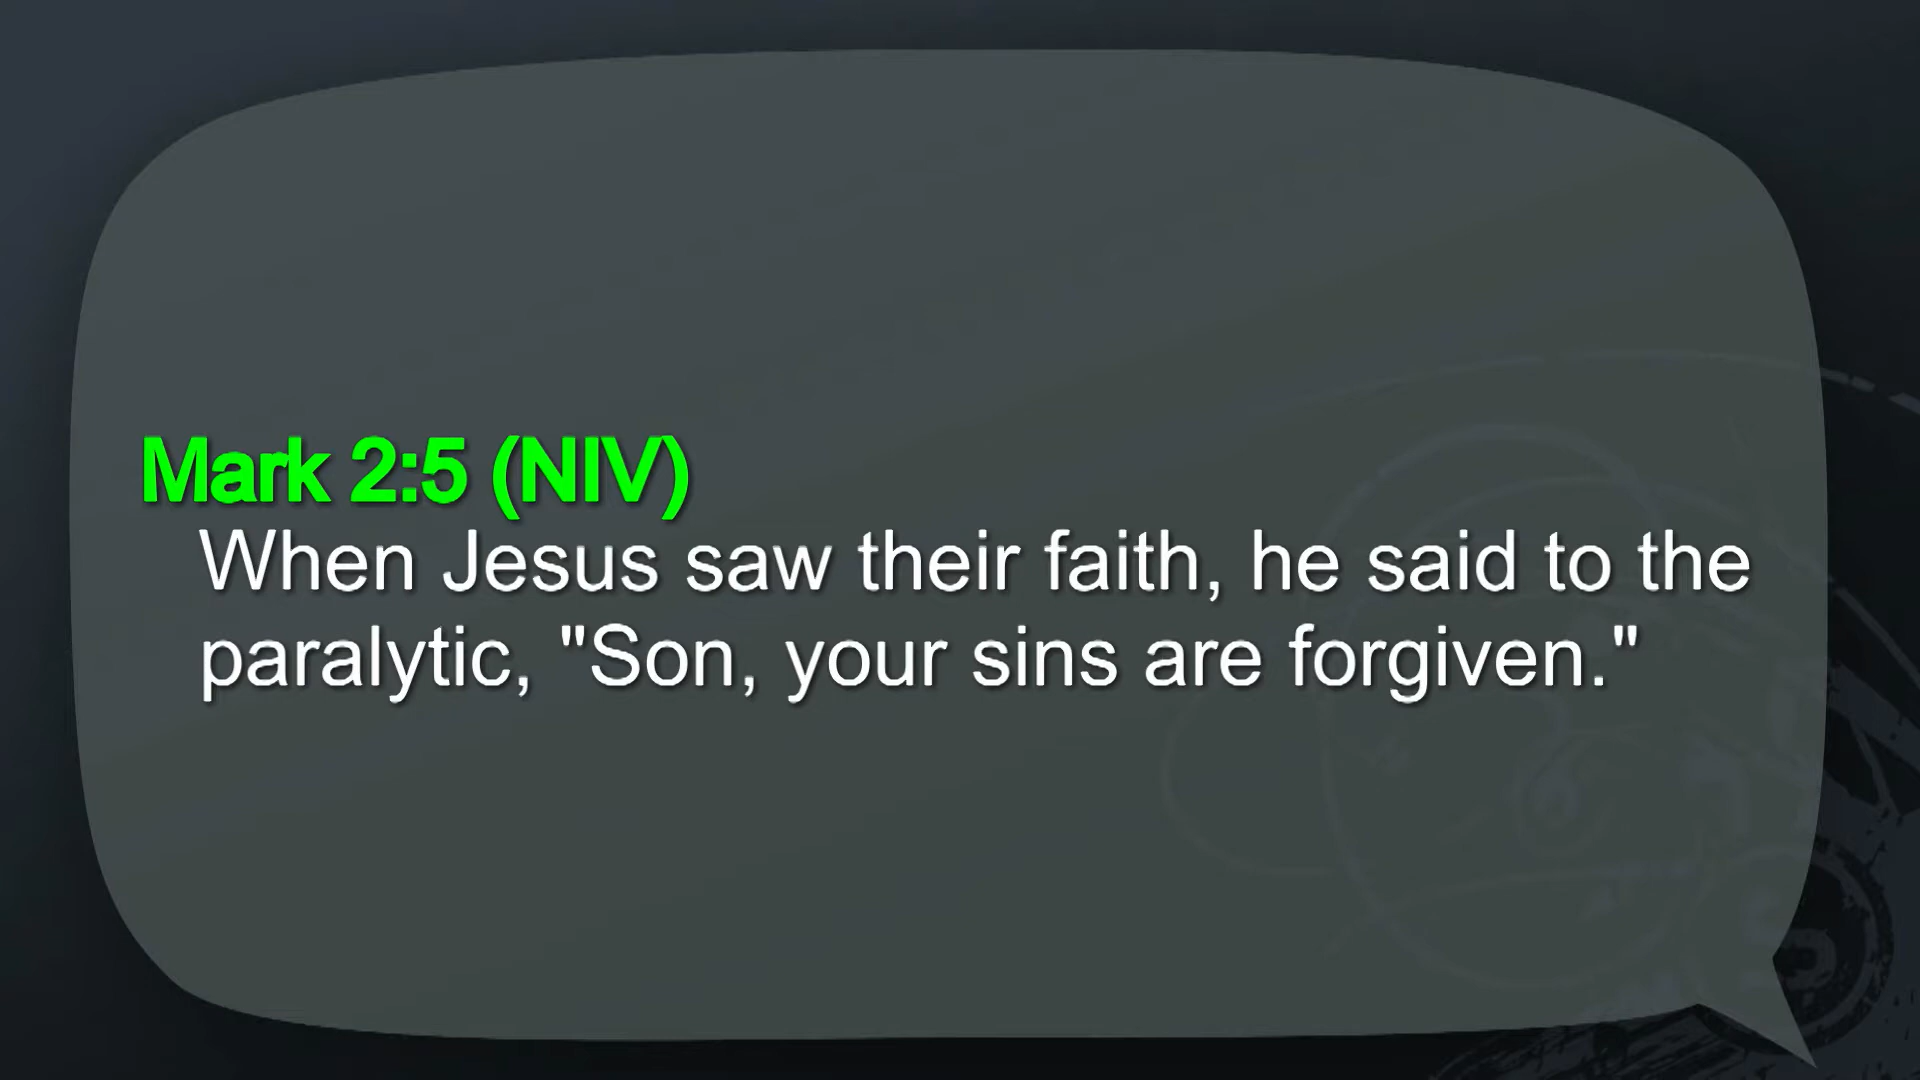 Mark 2:5 (NIV)
When Jesus saw their faith, he said to the
paralytic, "Son, your sins are forgiven."